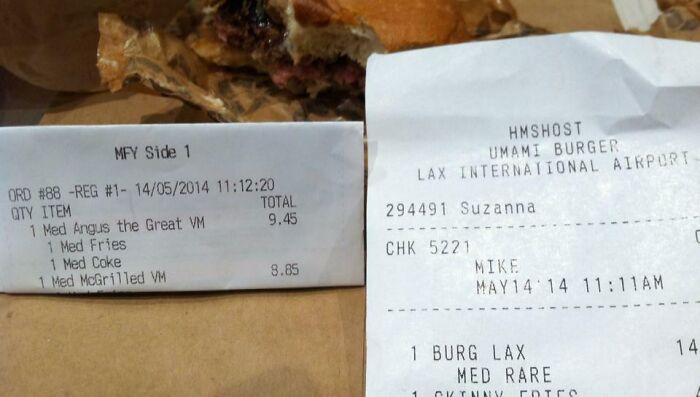 MFY Side 1
ORD #88 -REG #1- 14/05/2014 11:12:20
QTY ITEM TOTAL
1 Med Angus the Great VM 9.45
1 Med Fries
1 Med Coke
1 Med McGrilled VM 8.85
HMSHOST
UMAMI BURGER
LAX INTERNATIONAL AIRPORT
294491 Suzanna
CHK 5221
MIKE
MAY14'14 11:11AM
1 BURG LAX 14
MED RARE
1 SKINNY FRIES